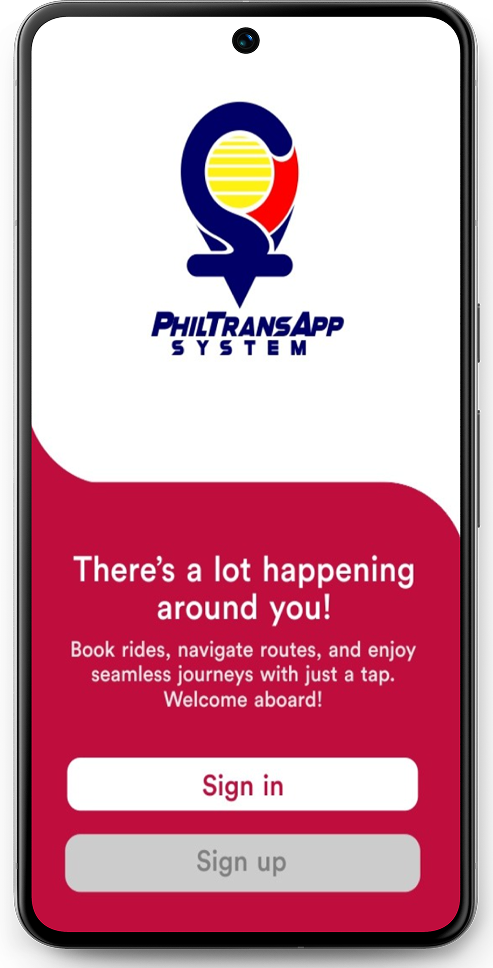 PHILTRANSAPP
SYSTEM
There's a lot happening
around you!
Book rides, navigate routes, and enjoy
seamless journeys with just a tap.
Welcome aboard!
Sign in
Sign up